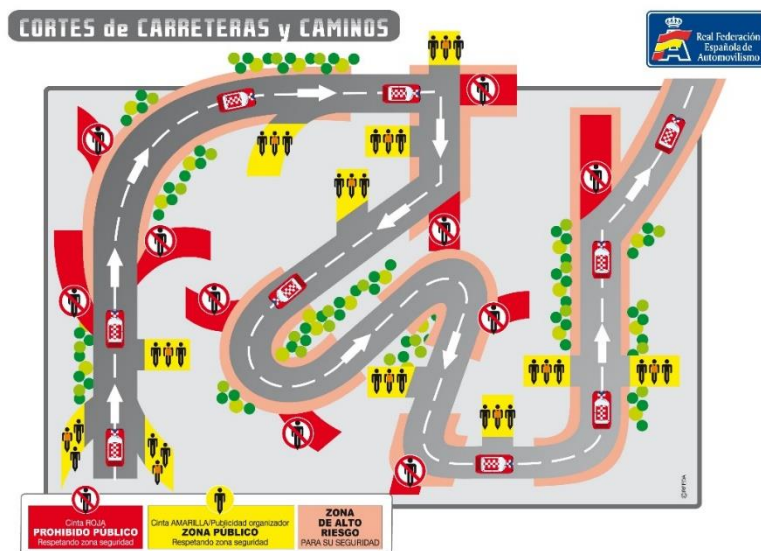 CORTES de CARRETERAS y CAMINOS
Real Federación
Española de
Automovilismo
Cinta ROJA
PROHIBIDO PÚBLICO
Respetando zona seguridad
Cinta AMARILLA/Publicidad organizador
ZONA PÚBLICO
Respetando zona seguridad
ZONA
DE ALTO
RIESGO
PARA SU SEGURIDAD